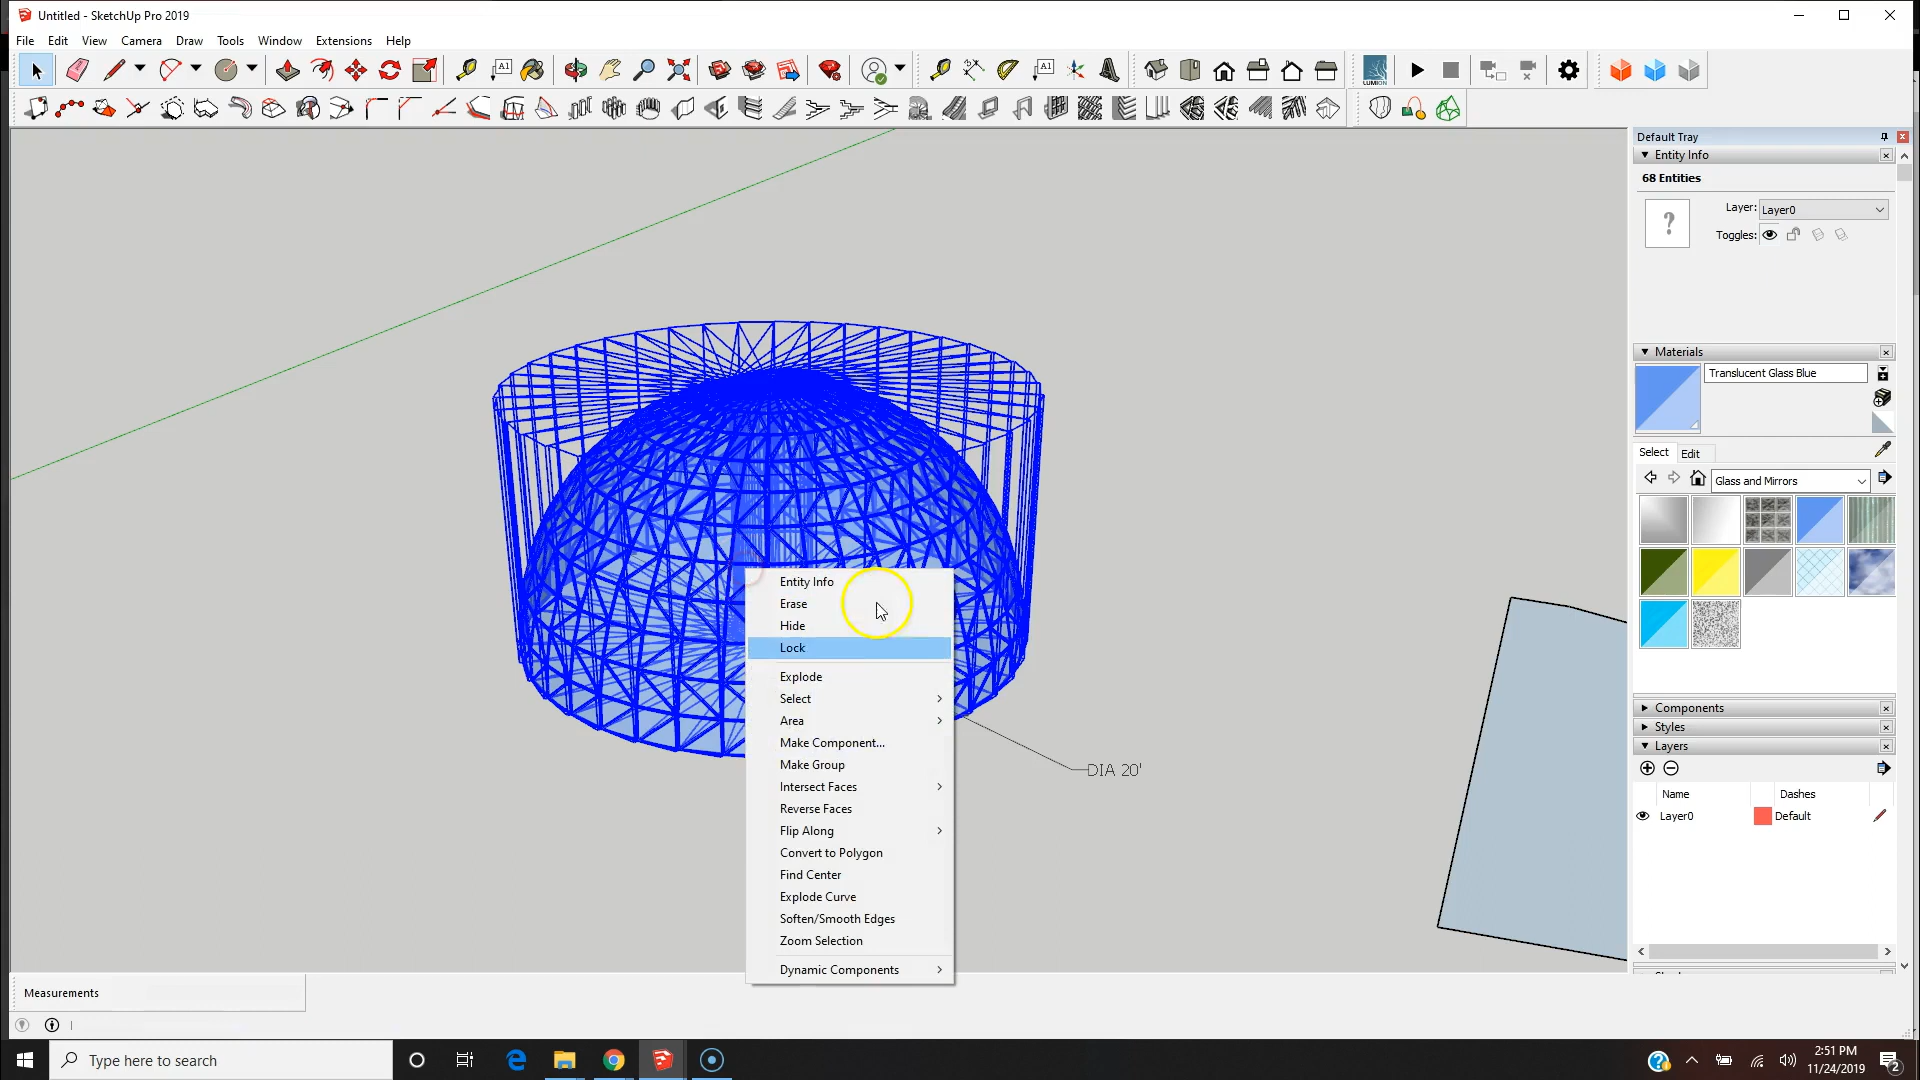 Untitled - SketchUp Pro 2019
File Edit View Camera Draw Tools Window Extensions Help
A1
A1
LUMION
Default Tray
Entity Info
68 Entities
?
Layer: Layer0
Toggles:
Materials
Translucent Glass Blue
Select Edit
Glass and Mirrors
Components
Styles
Layers
Name Dashes
Layer0 Default
Entity Info
Erase
Hide
Lock
Explode
Select
Area
Make Component...
Make Group
Intersect Faces
Reverse Faces
Flip Along
Convert to Polygon
Find Center
Explode Curve
Soften/Smooth Edges
Zoom Selection
Dynamic Components
DIA 20'
Measurements
Type here to search
2:51 PM
11/24/2019
2